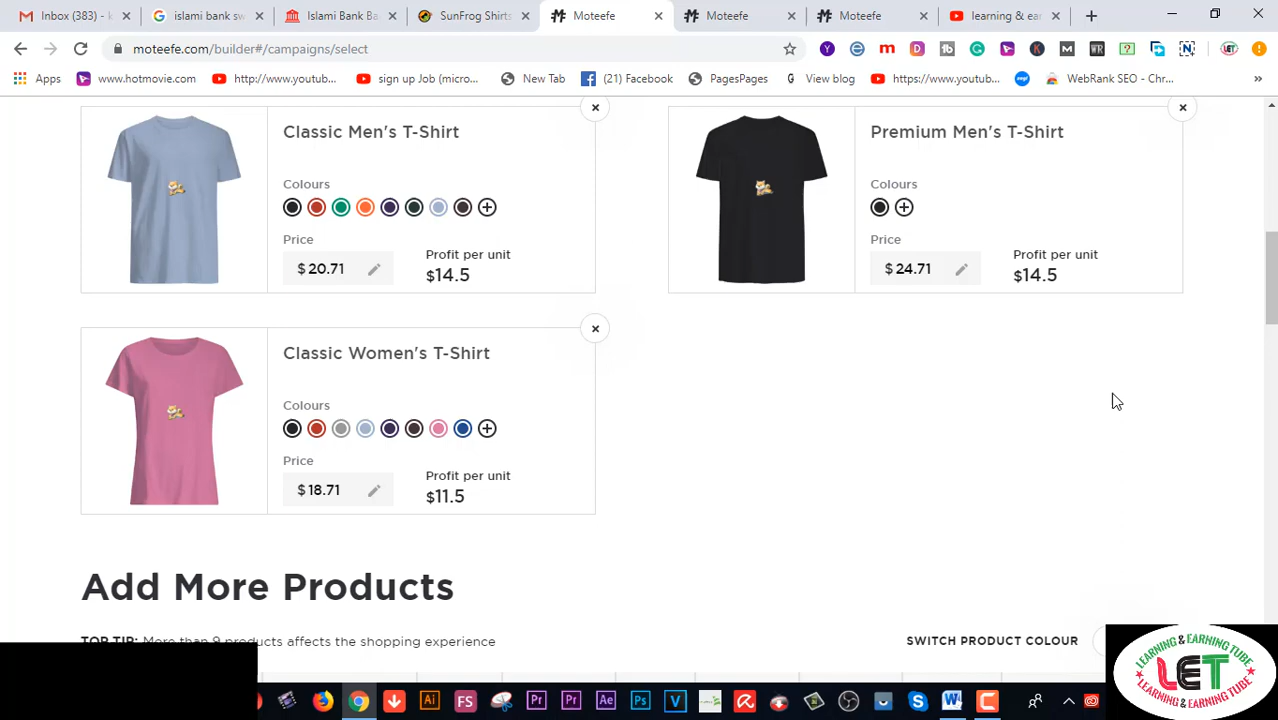 Inbox (383) - k
islami bank sw
Islami Bank Ba
SunFrog Shirts
Moteefe
Moteefe
Moteefe
learning & ear
moteefe.com/builder#/campaigns/select
Apps
www.hotmovie.com
http://www.youtub...
sign up Job (micro...
New Tab
(21) Facebook
PagesPages
View blog
https://www.youtub...
WebRank SEO - Chr...
Classic Men's T-Shirt
Colours
Price
$ 20.71
Profit per unit
$14.5
Premium Men's T-Shirt
Colours
Price
$ 24.71
Profit per unit
$14.5
Classic Women's T-Shirt
Colours
Price
$ 18.71
Profit per unit
$11.5
Add More Products
TOP TIP: More than 9 products affects the shopping experience
SWITCH PRODUCT COLOUR
LEARNING & EARNING TUBE
LET
LEARNING & EARNING TUBE